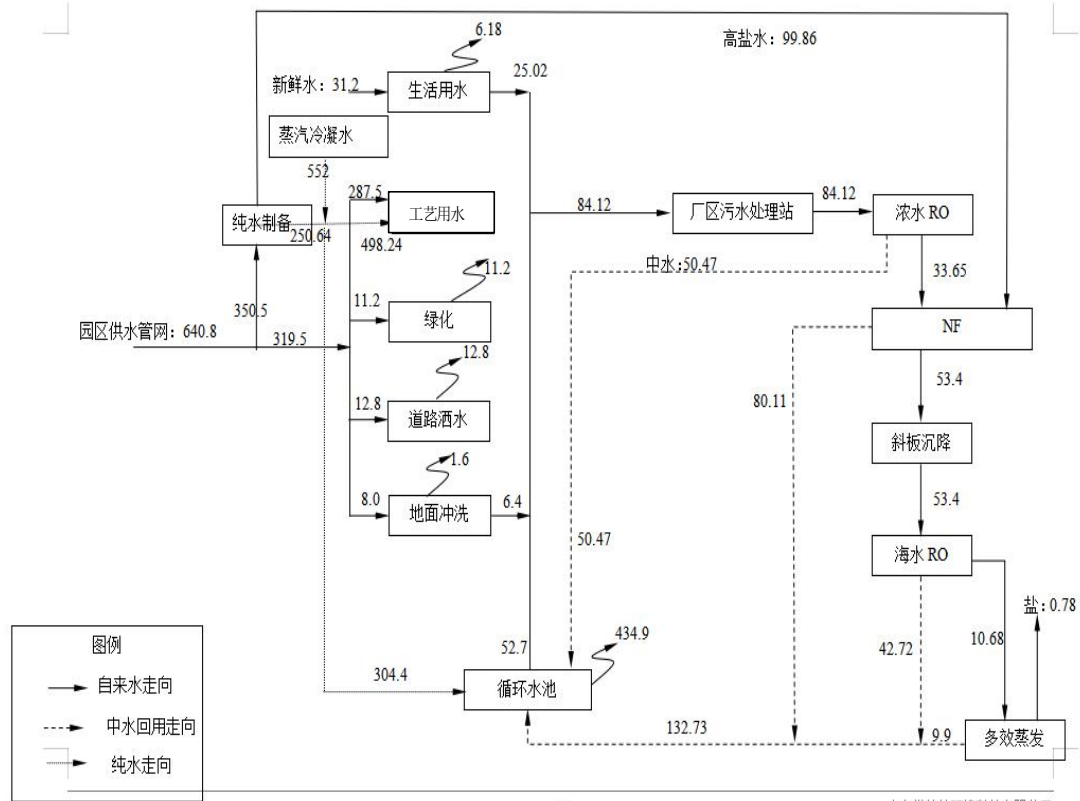 6.18
高盐水：99.86
25.02
新鲜水：31.2
生活用水
蒸汽冷凝水
552
287.5
工艺用水
纯水制备
250.64
498.24
84.12
厂区污水处理站
84.12
浓水 RO
中水:50.47
33.65
11.2
350.5
11.2
绿化
NF
园区供水管网：640.8
319.5
12.8
53.4
80.11
12.8
道路洒水
斜板沉降
1.6
8.0
地面冲洗
6.4
53.4
50.47
海水 RO
盐：0.78
434.9
10.68
52.7
42.72
304.4
循环水池
132.73
9.9
多效蒸发
图例
自来水走向
中水回用走向
纯水走向